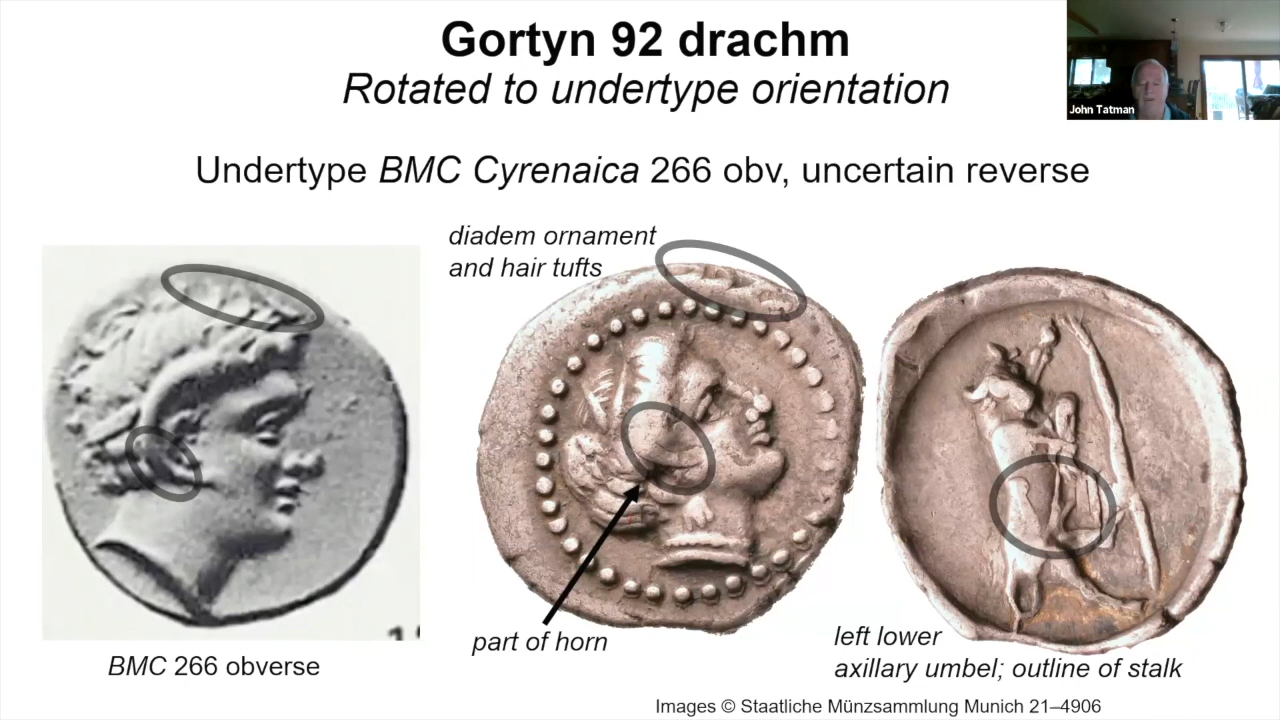 Gortyn 92 drachm
Rotated to undertype orientation
John Tatman
Undertype BMC Cyrenaica 266 obv, uncertain reverse
diadem ornament
and hair tufts
part of horn
left lower
axillary umbel; outline of stalk
BMC 266 obverse
Images © Staatliche Münzsammlung Munich 21–4906